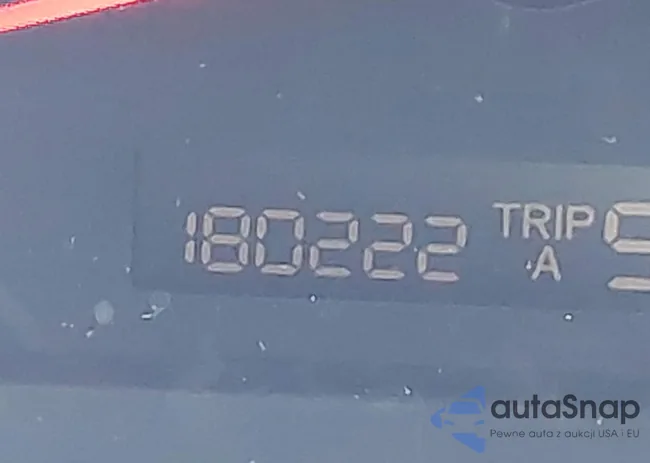 180222 TRIP
A
autaSnap
Pewne auta z aukcji USA i EU